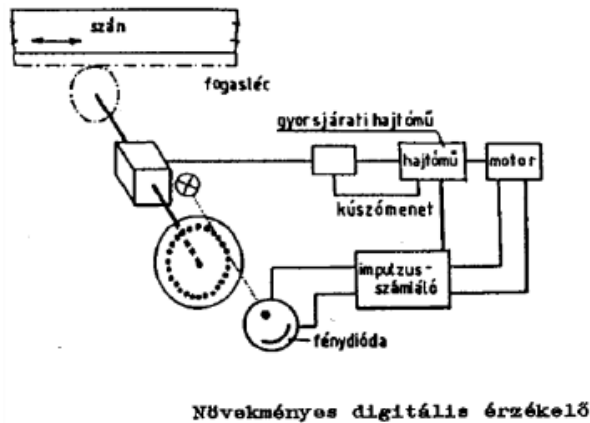 szán
fogasléc
gyorsjárati hajtómű
hajtómű
motor
kúszómenet
impulzus-
számláló
fénydióda
Növekményes digitális érzékelő